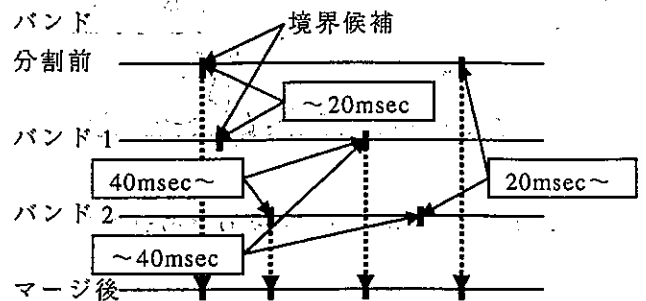 バンド
境界候補
分割前
～20msec
バンド1
40msec～
20msec～
バンド2
～40msec
マージ後